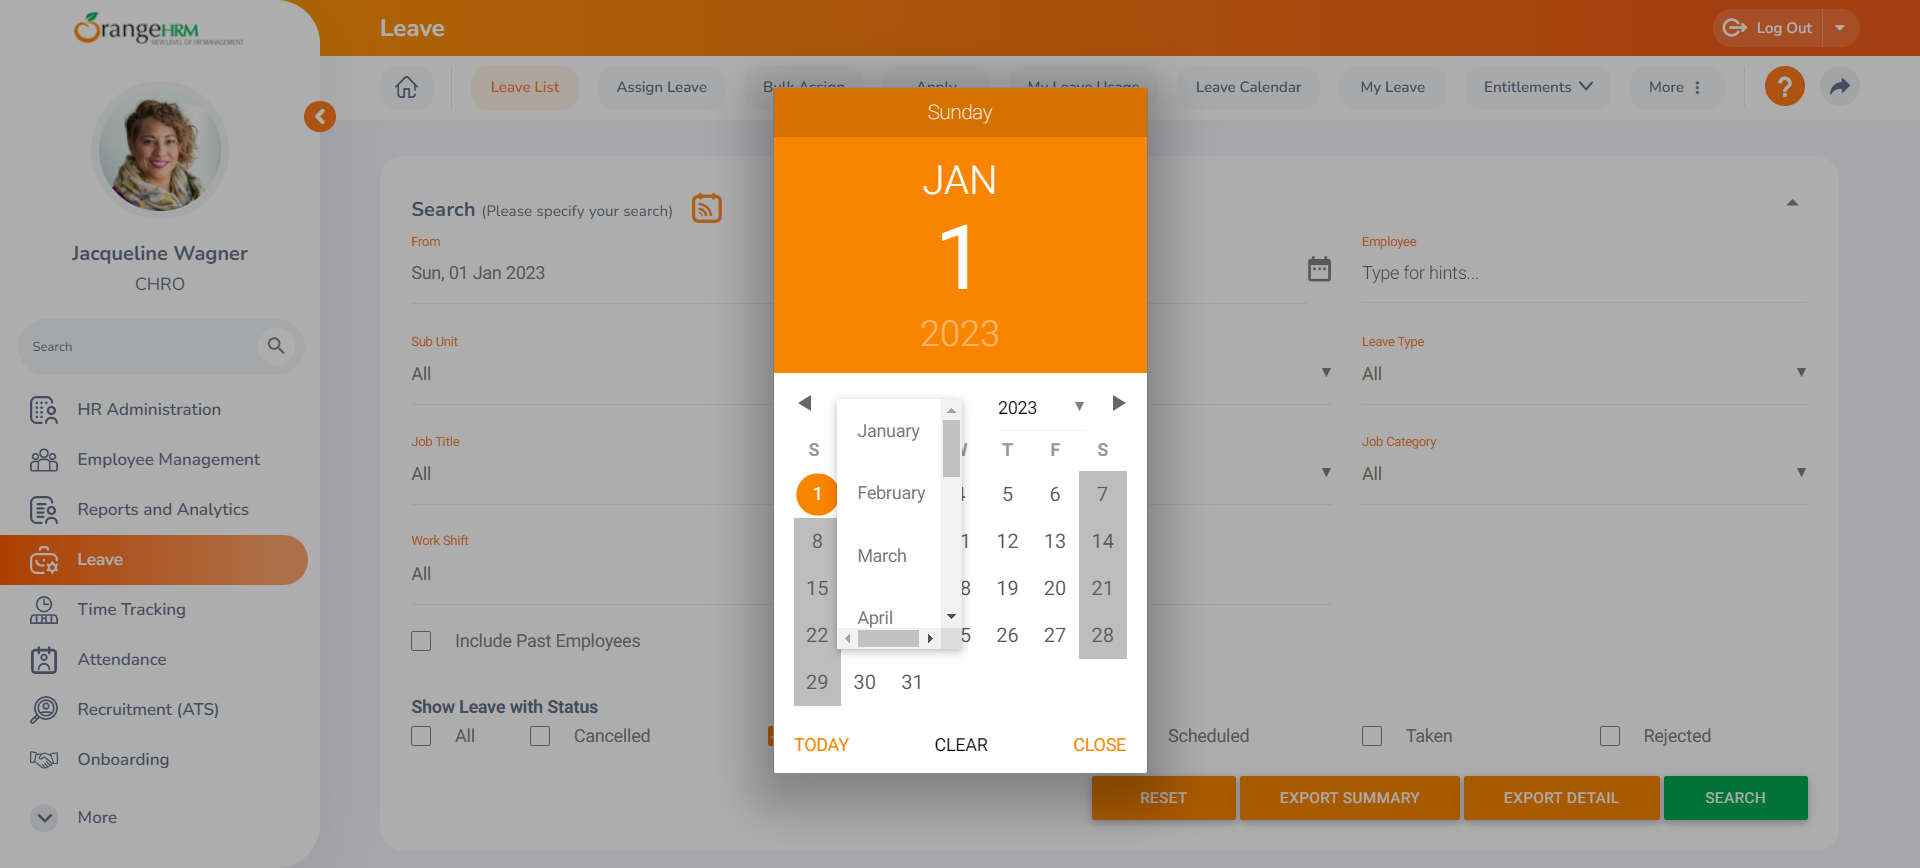 OrangeHRM
NEW LEVEL OF HR MANAGEMENT
Leave
Log Out
Leave List
Assign Leave
Bulk Assign
Apply
My Leave Usage
Leave Calendar
My Leave
Entitlements
More
?
Jacqueline Wagner
CHRO
Search
HR Administration
Employee Management
Reports and Analytics
Leave
Time Tracking
Attendance
Recruitment (ATS)
Onboarding
More
Search (Please specify your search)
From
Sun, 01 Jan 2023
Employee
Type for hints...
Sub Unit
All
Leave Type
All
Job Title
All
Job Category
All
Work Shift
All
Include Past Employees
Show Leave with Status
All
Cancelled
Scheduled
Taken
Rejected
RESET
EXPORT SUMMARY
EXPORT DETAIL
SEARCH
Sunday
JAN
1
2023
2023
January
February
March
April
S T F S
1 5 6 7
8 12 13 14
15 19 20 21
22 26 27 28
29 30 31
TODAY
CLEAR
CLOSE